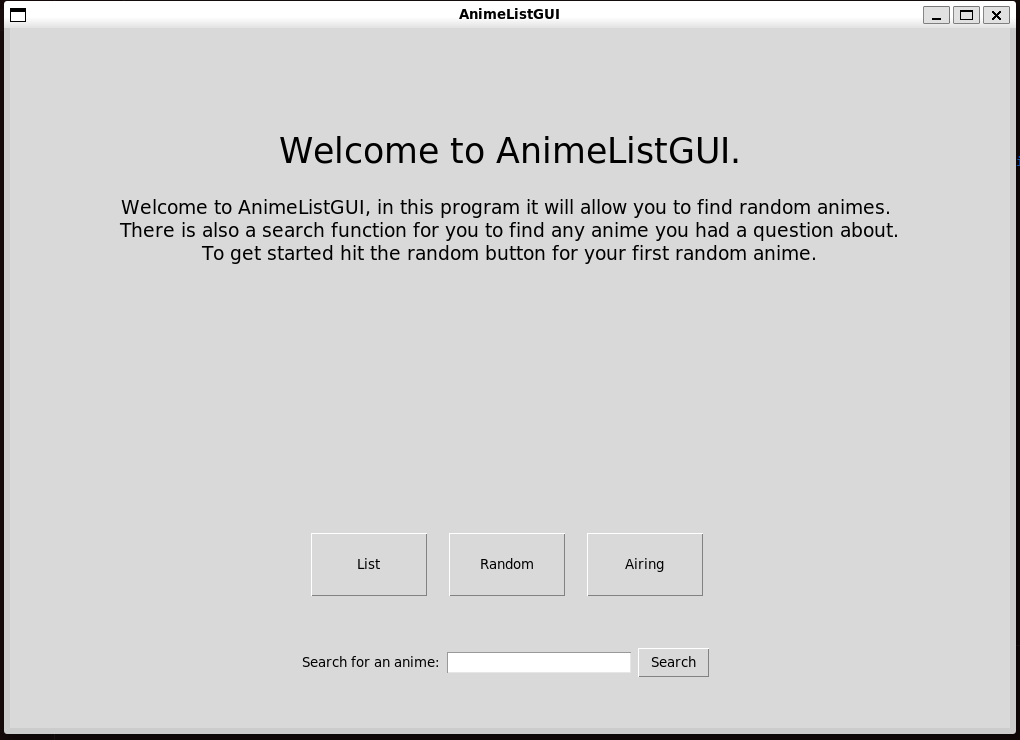 AnimeListGUI
Welcome to AnimeListGUI.
Welcome to AnimeListGUI, in this program it will allow you to find random animes.
There is also a search function for you to find any anime you had a question about.
To get started hit the random button for your first random anime.
List
Random
Airing
Search for an anime:
Search